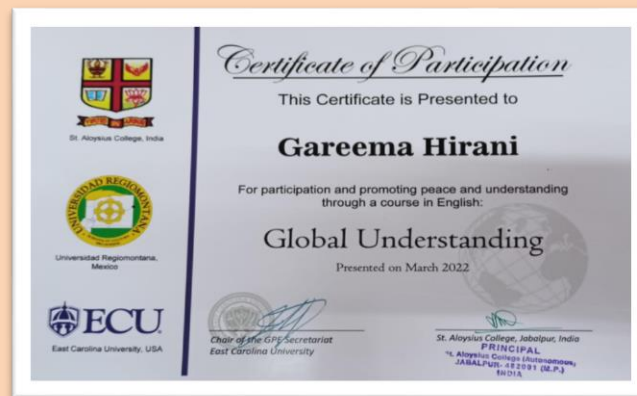 Certificate of Participation
This Certificate is Presented to
Gareema Hirani
For participation and promoting peace and understanding
through a course in English:
Global Understanding
Presented on March 2022
St. Aloysius College, India
UNIVERSIDAD REGIOMONTANA
Universidad Regiomontana,
Mexico
ECU
East Carolina University, USA
Chair of the GPE Secretariat
East Carolina University
St. Aloysius College, Jabalpur, India
PRINCIPAL
St. Aloysius College (Autonomous)
JABALPUR- 482001 (M.P.)
INDIA